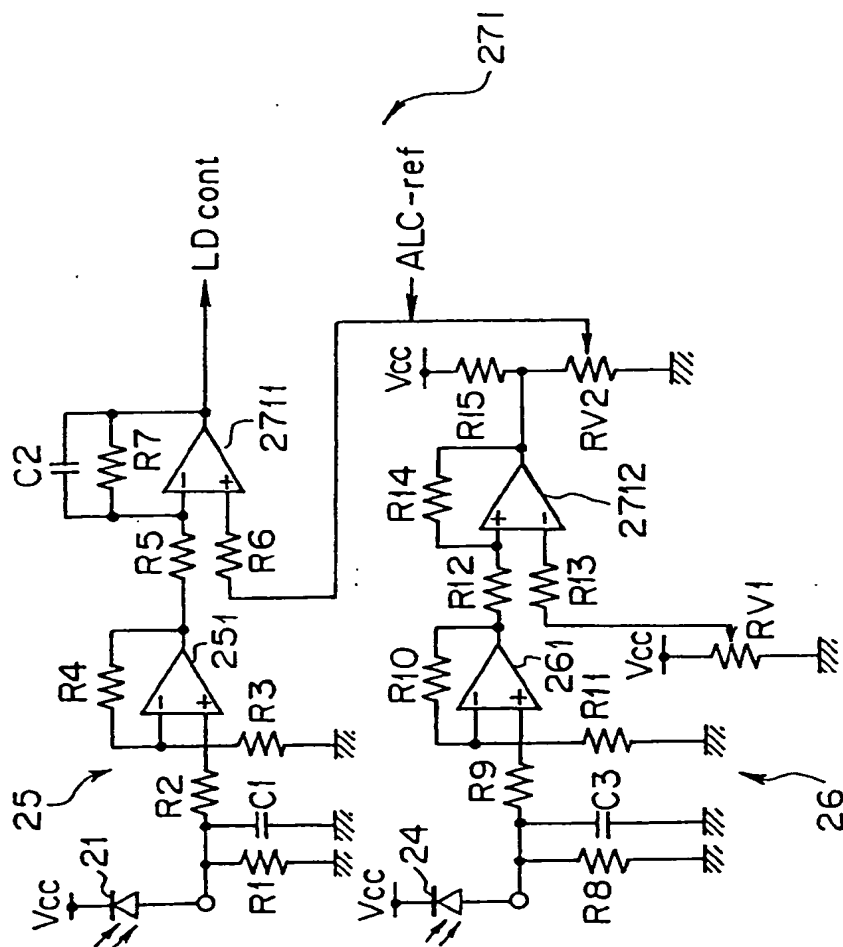 25
Vcc
21
R1
C1
R2
R3
R4
251
R5
R6
R7
C2
2711
LD cont
271
ALC-ref
Vcc
24
R8
C3
R9
R11
R10
261
R12
R13
Vcc
RV1
R14
2712
Vcc
R15
RV2
26